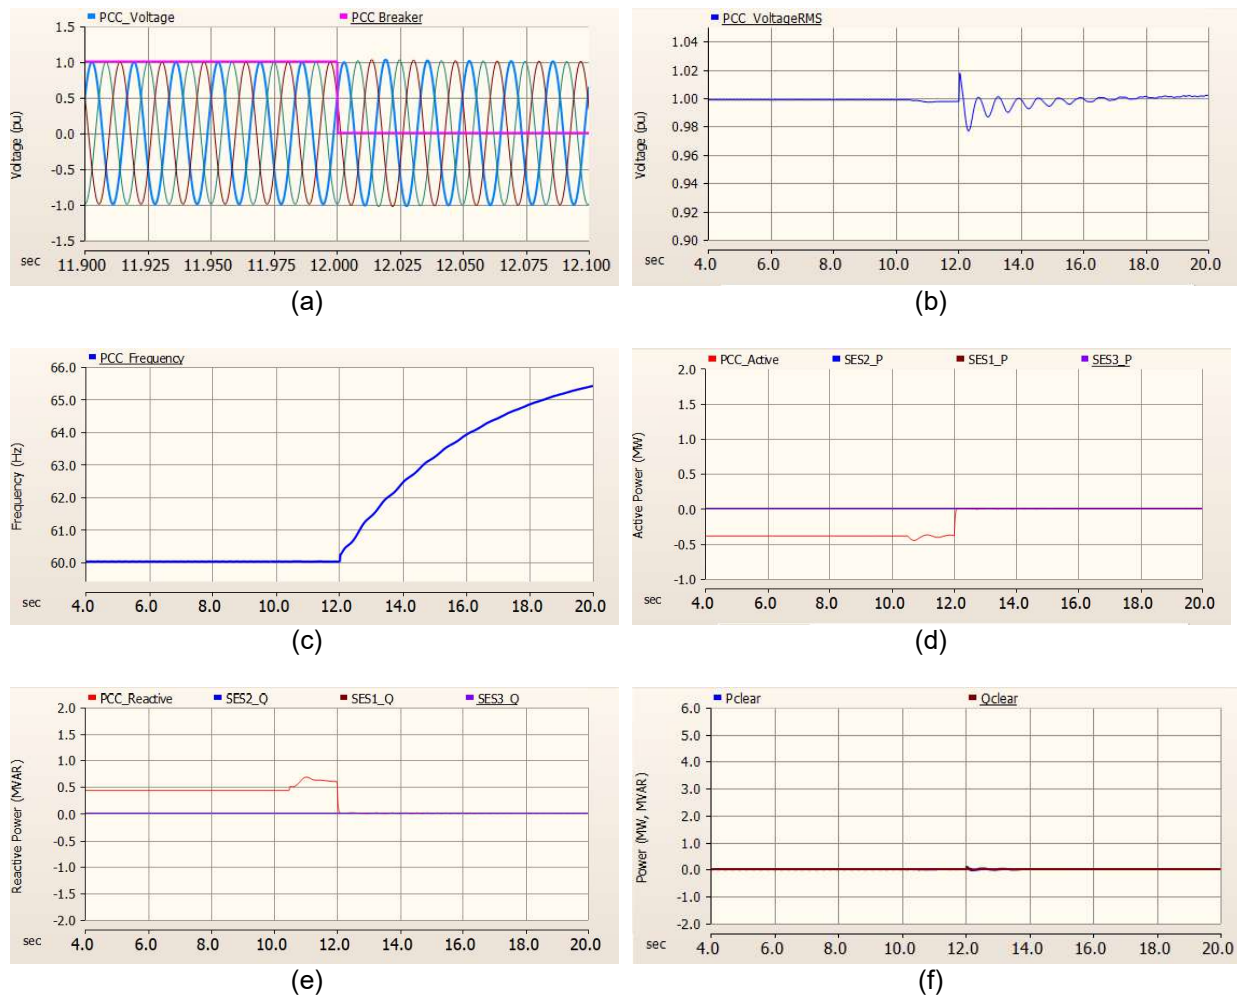 PCC_Voltage PCC Breaker
1.5
1.0
0.5
0.0
-0.5
-1.0
-1.5
Voltage (pu)
sec 11.900 11.925 11.950 11.975 12.000 12.025 12.050 12.075 12.100
(a)
PCC_VoltageRMS
1.04
1.02
1.00
0.98
0.96
0.94
0.92
0.90
Voltage (pu)
sec 4.0 6.0 8.0 10.0 12.0 14.0 16.0 18.0 20.0
(b)
PCC_Frequency
66.0
65.0
64.0
63.0
62.0
61.0
60.0
Frequency (Hz)
sec 4.0 6.0 8.0 10.0 12.0 14.0 16.0 18.0 20.0
(c)
PCC_Active SES2_P SES1_P SES3_P
2.0
1.5
1.0
0.5
0.0
-0.5
-1.0
Active Power (MW)
sec 4.0 6.0 8.0 10.0 12.0 14.0 16.0 18.0 20.0
(d)
PCC_Reactive SES2_Q SES1_Q SES3_Q
2.0
1.5
1.0
0.5
0.0
-0.5
-1.0
-1.5
-2.0
Reactive Power (MVAR)
sec 4.0 6.0 8.0 10.0 12.0 14.0 16.0 18.0 20.0
(e)
Pclear Qclear
6.0
5.0
4.0
3.0
2.0
1.0
0.0
-1.0
-2.0
Power (MW, MVAR)
sec 4.0 6.0 8.0 10.0 12.0 14.0 16.0 18.0 20.0
(f)